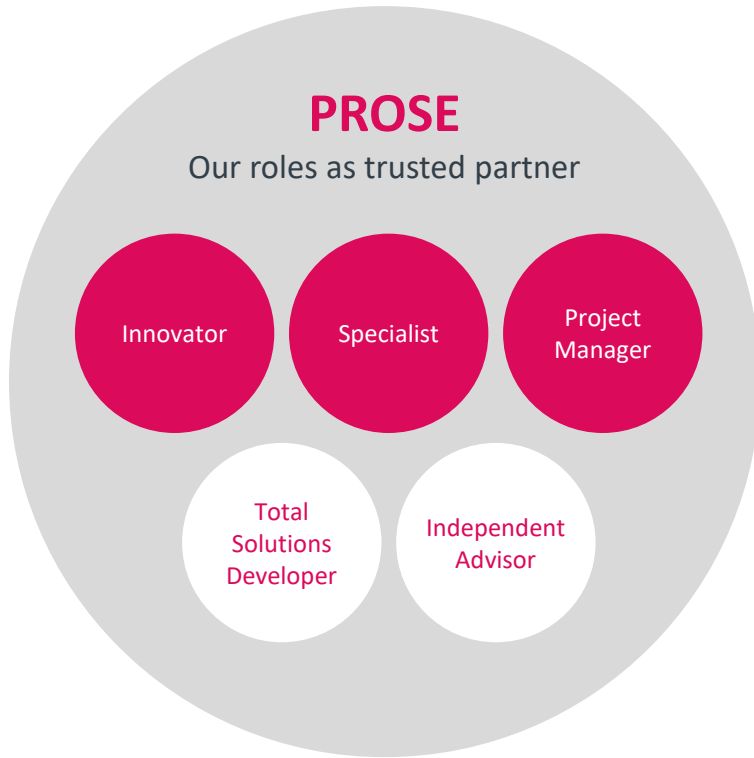 PROSE
Our roles as trusted partner
Innovator
Specialist
Project
Manager
Total
Solutions
Developer
Independent
Advisor